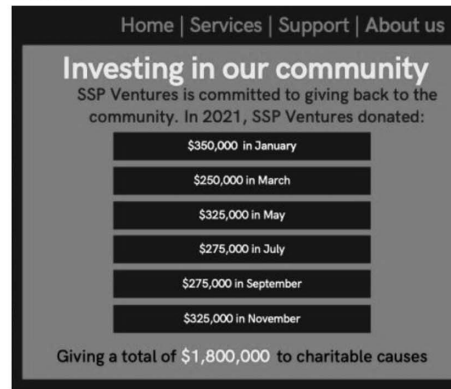 Home | Services | Support | About us
Investing in our community
SSP Ventures is committed to giving back to the
community. In 2021, SSP Ventures donated:
$350,000 in January
$250,000 in March
$325,000 in May
$275,000 in July
$275,000 in September
$325,000 in November
Giving a total of $1,800,000 to charitable causes